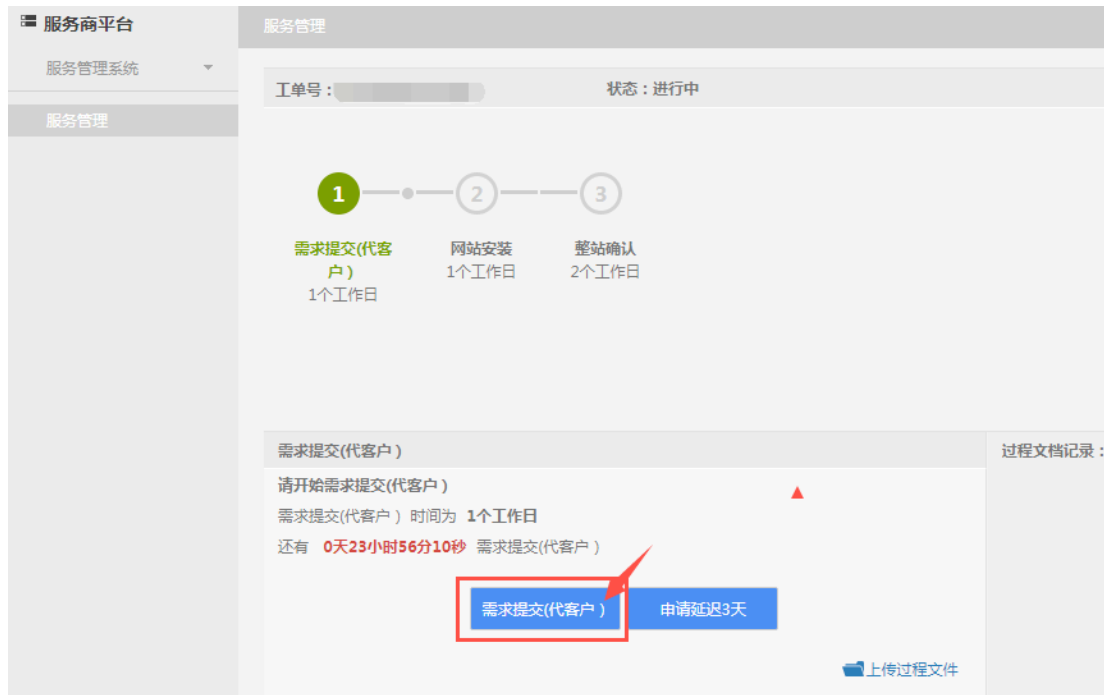 服务商平台
服务管理
服务管理系统
工单号：
状态：进行中
服务管理
1
2
3
需求提交(代客户)
网站安装
整站确认
1个工作日
1个工作日
2个工作日
需求提交(代客户)
过程文档记录：
请开始需求提交(代客户)
需求提交(代客户) 时间为 1个工作日
还有 0天23小时56分10秒 需求提交(代客户)
需求提交(代客户)
申请延迟3天
上传过程文件